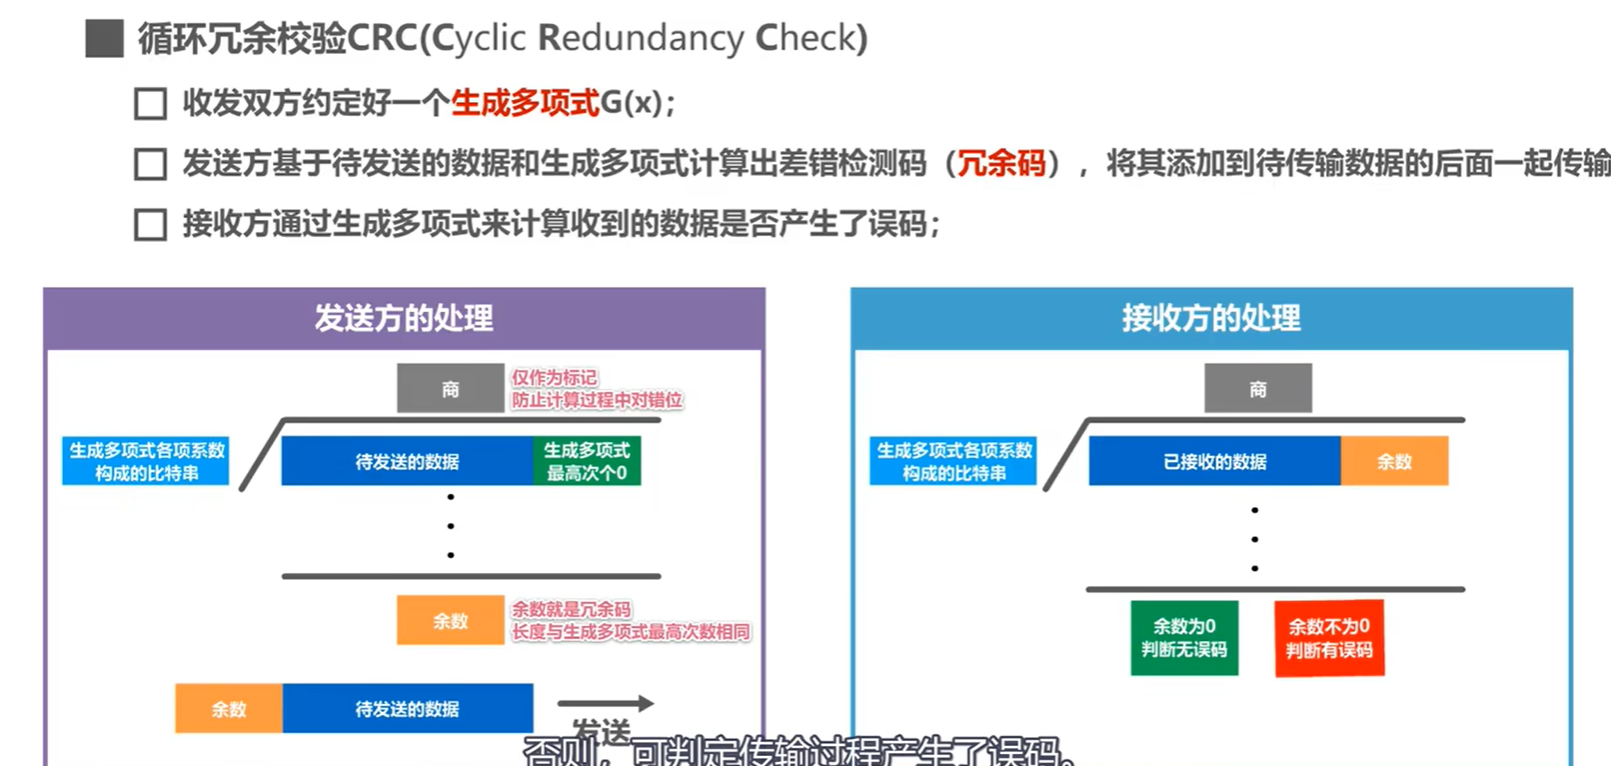 循环冗余校验CRC(Cyclic Redundancy Check)
收发双方约定好一个生成多项式G(x)；
发送方基于待发送的数据和生成多项式计算出差错检测码（冗余码），将其添加到待传输数据的后面一起传输
接收方通过生成多项式来计算收到的数据是否产生了误码；
发送方的处理
商
仅作为标记
防止计算过程中对错位
生成多项式各项系数
构成的比特串
待发送的数据
生成多项式
最高次个0
余数
余数就是冗余码
长度与生成多项式最高次数相同
余数
待发送的数据
发送
接收方的处理
商
生成多项式各项系数
构成的比特串
已接收的数据
余数
余数为0
判断无误码
余数不为0
判断有误码
否则，可判定传输过程产生了误码。